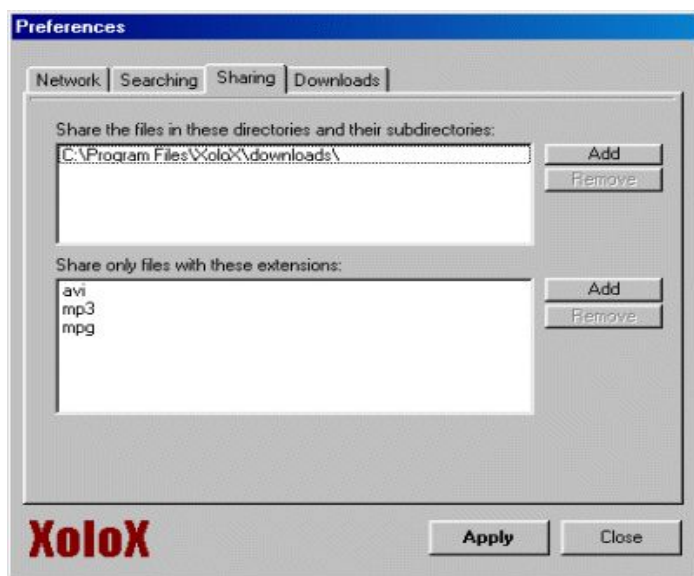 Preferences
Network Searching Sharing Downloads
Share the files in these directories and their subdirectories:
C:\Program Files\XoloX\downloads\
Add
Remove
Share only files with these extensions:
avi
mp3
mpg
Add
Remove
XoloX
Apply Close